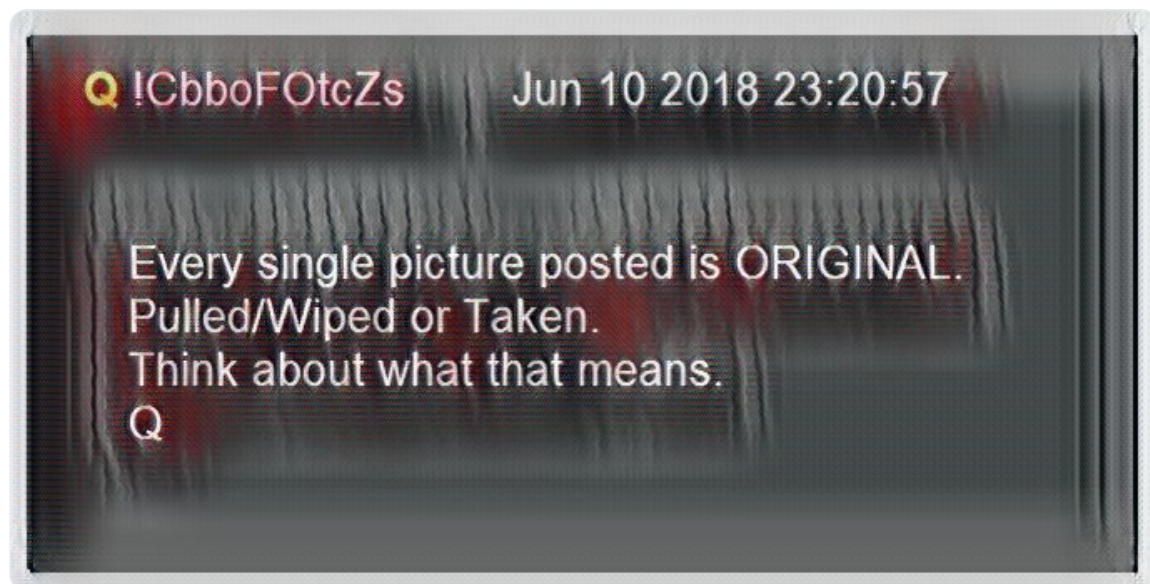 Q !CbboFOtcZs Jun 10 2018 23:20:57
Every single picture posted is ORIGINAL.
Pulled/Wiped or Taken.
Think about what that means.
Q